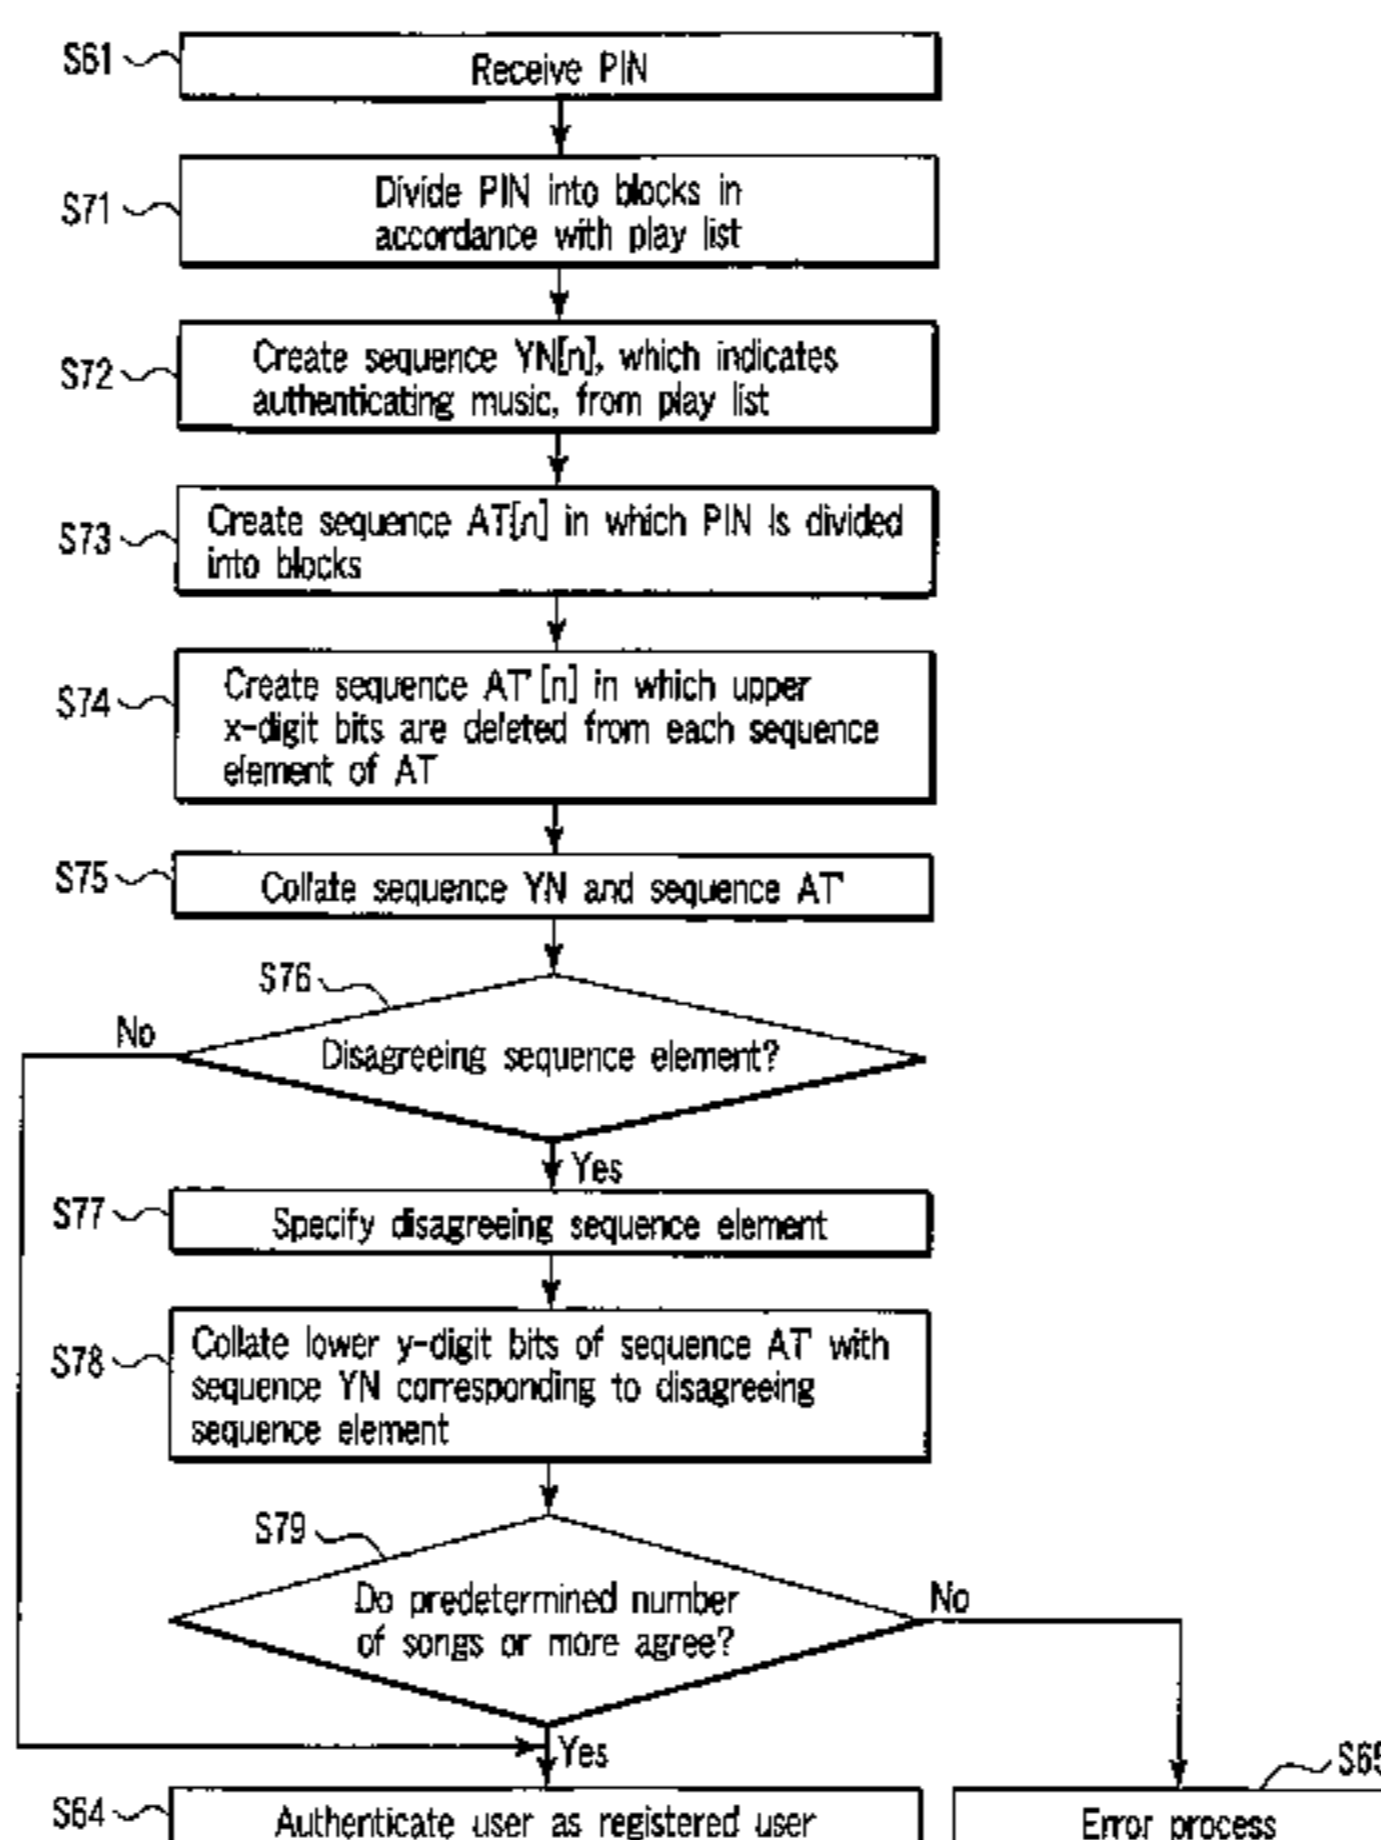 S61
Receive PIN
S71
Divide PIN into blocks in
accordance with play list
S72
Create sequence YN[n], which indicates
authenticating music, from play list
S73
Create sequence AT[n] in which PIN is divided
into blocks
S74
Create sequence AT'[n] in which upper
x-digit bits are deleted from each sequence
element of AT
S75
Collate sequence YN and sequence AT'
S76
No
Disagreeing sequence element?
Yes
S77
Specify disagreeing sequence element
S78
Collate lower y-digit bits of sequence AT' with
sequence YN corresponding to disagreeing
sequence element
S79
No
Do predetermined number
of songs or more agree?
Yes
S65
S64
Authenticate user as registered user
Error process